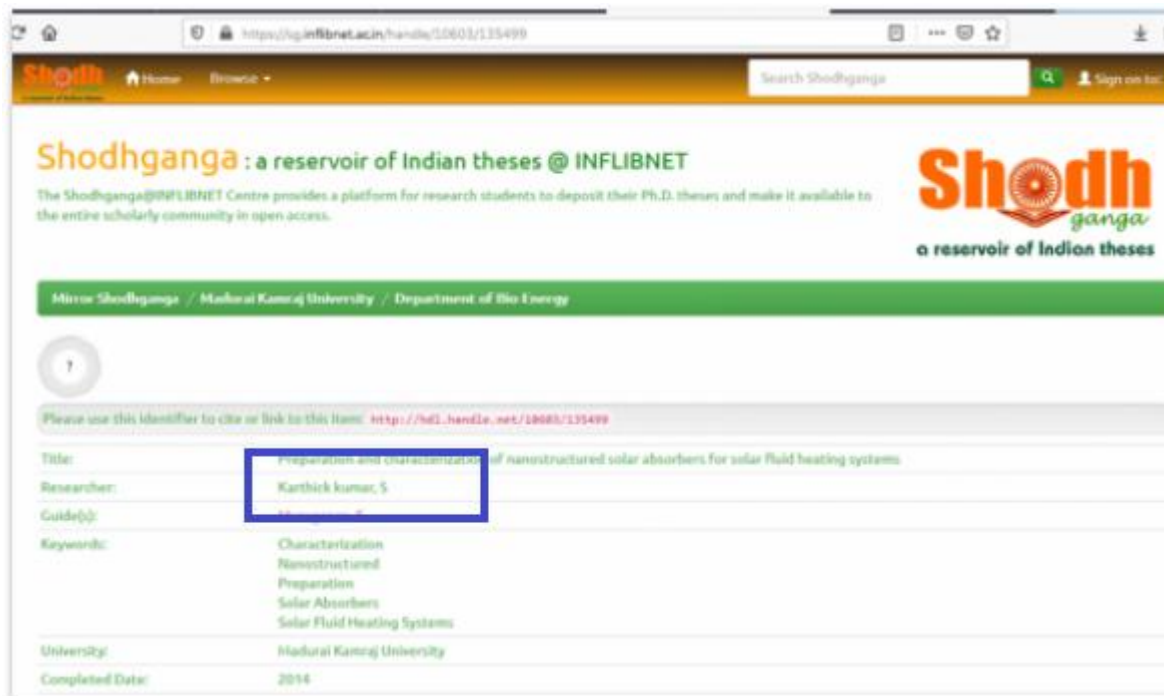 https://sg.inflibnet.ac.in/handle/10603/135499
Shodh
Home Browse
Search Shodhganga
Sign on to:
Shodhganga : a reservoir of Indian theses @ INFLIBNET
The Shodhganga@INFLIBNET Centre provides a platform for research students to deposit their Ph.D. theses and make it available to
the entire scholarly community in open access.
Shodh
ganga
a reservoir of Indian theses
Mirror Shodhganga / Madurai Kamraj University / Department of Bio Energy
?
Please use this identifier to cite or link to this item: http://hdl.handle.net/10603/135499
Title: Preparation and characterization of nanostructured solar absorbers for solar fluid heating systems
Researcher: Karthick kumar, S
Guide(s):
Keywords: Characterization
Nanostructured
Preparation
Solar Absorbers
Solar Fluid Heating Systems
University: Madurai Kamraj University
Completed Date: 2014